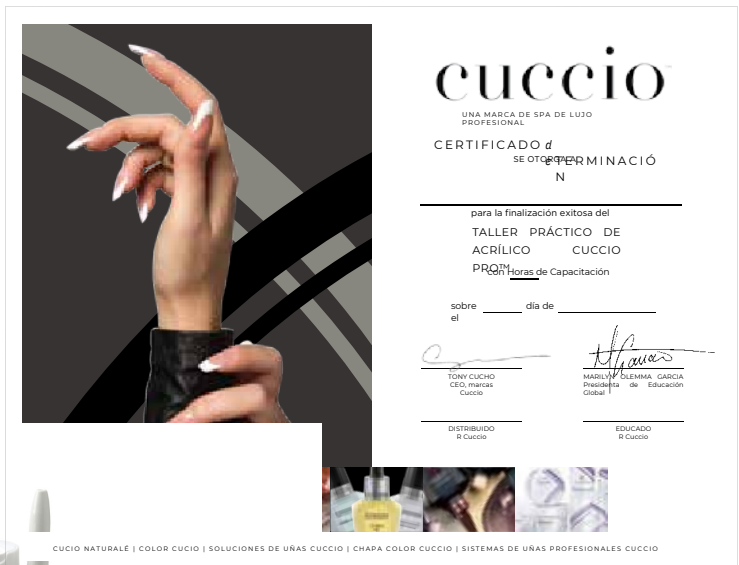 cuccio
UNA MARCA DE SPA DE LUJO
PROFESIONAL
CERTIFICADO d
e TERMINACIÓ
N
SE OTORGA A
para la finalización exitosa del
TALLER PRÁCTICO DE
ACRÍLICO CUCCIO
PRO™
con Horas de Capacitación
sobre
el
día de
TONY CUCHO
CEO, marcas
Cuccio
MARILYN OLEMMA GARCIA
Presidenta de Educación
Global
DISTRIBUIDO
R Cuccio
EDUCADO
R Cuccio
CUCIO NATURALÉ | COLOR CUCIO | SOLUCIONES DE UÑAS CUCCIO | CHAPA COLOR CUCCIO | SISTEMAS DE UÑAS PROFESIONALES CUCCIO